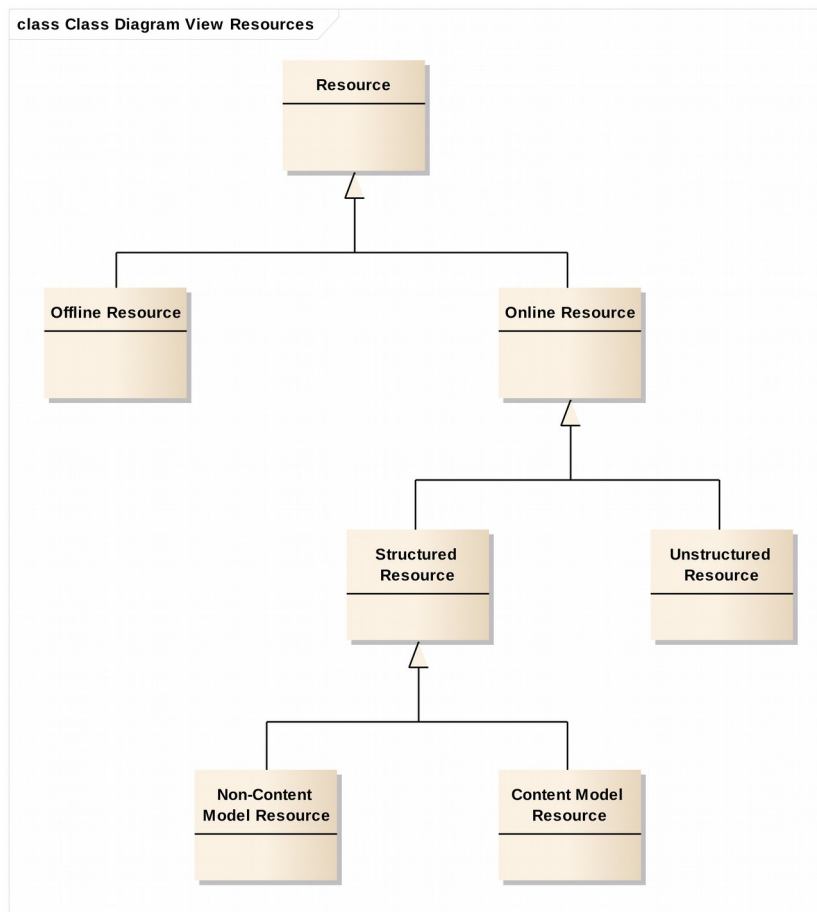 class Class Diagram View Resources
Resource
Offline Resource
Online Resource
Structured
Resource
Unstructured
Resource
Non-Content
Model Resource
Content Model
Resource